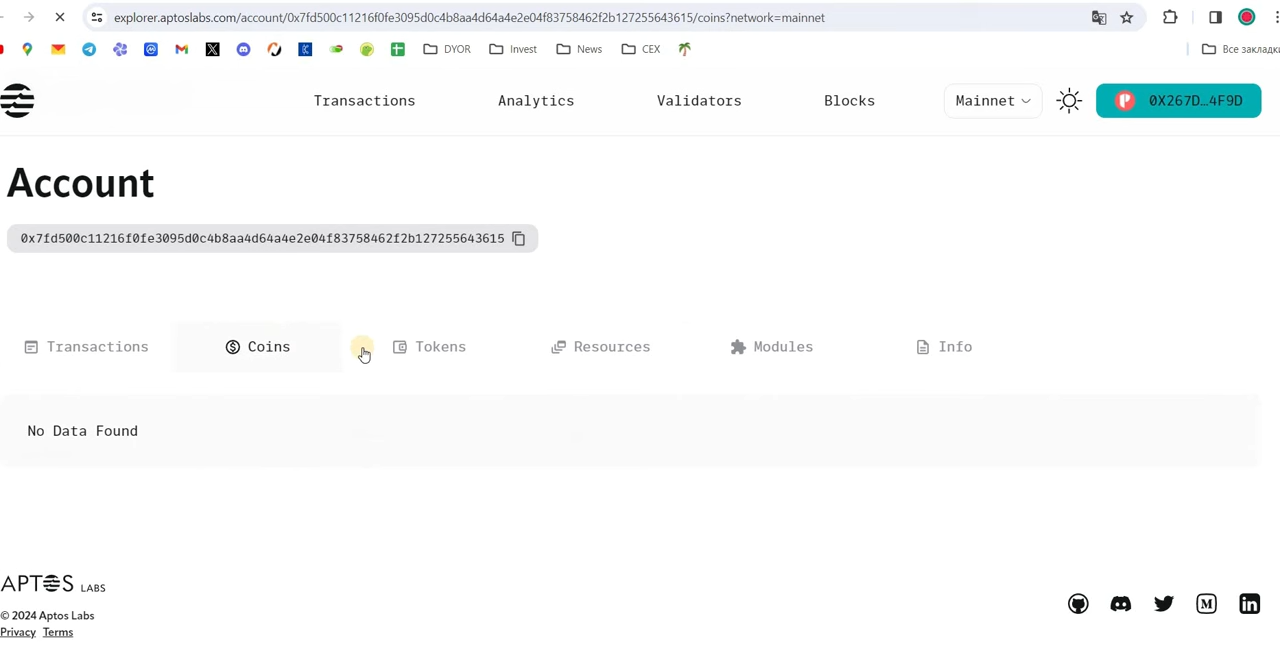 explorer.aptoslabs.com/account/0x7fd500c11216f0fe3095d0c4b8aa4d64a4e2e04f83758462f2b127255643615/coins?network=mainnet
DYOR Invest News CEX Все закладки
Transactions Analytics Validators Blocks Mainnet 0X267D…4F9D
Account
0x7fd500c11216f0fe3095d0c4b8aa4d64a4e2e04f83758462f2b127255643615
Transactions Coins Tokens Resources Modules Info
No Data Found
APTOS LABS
© 2024 Aptos Labs
Privacy Terms